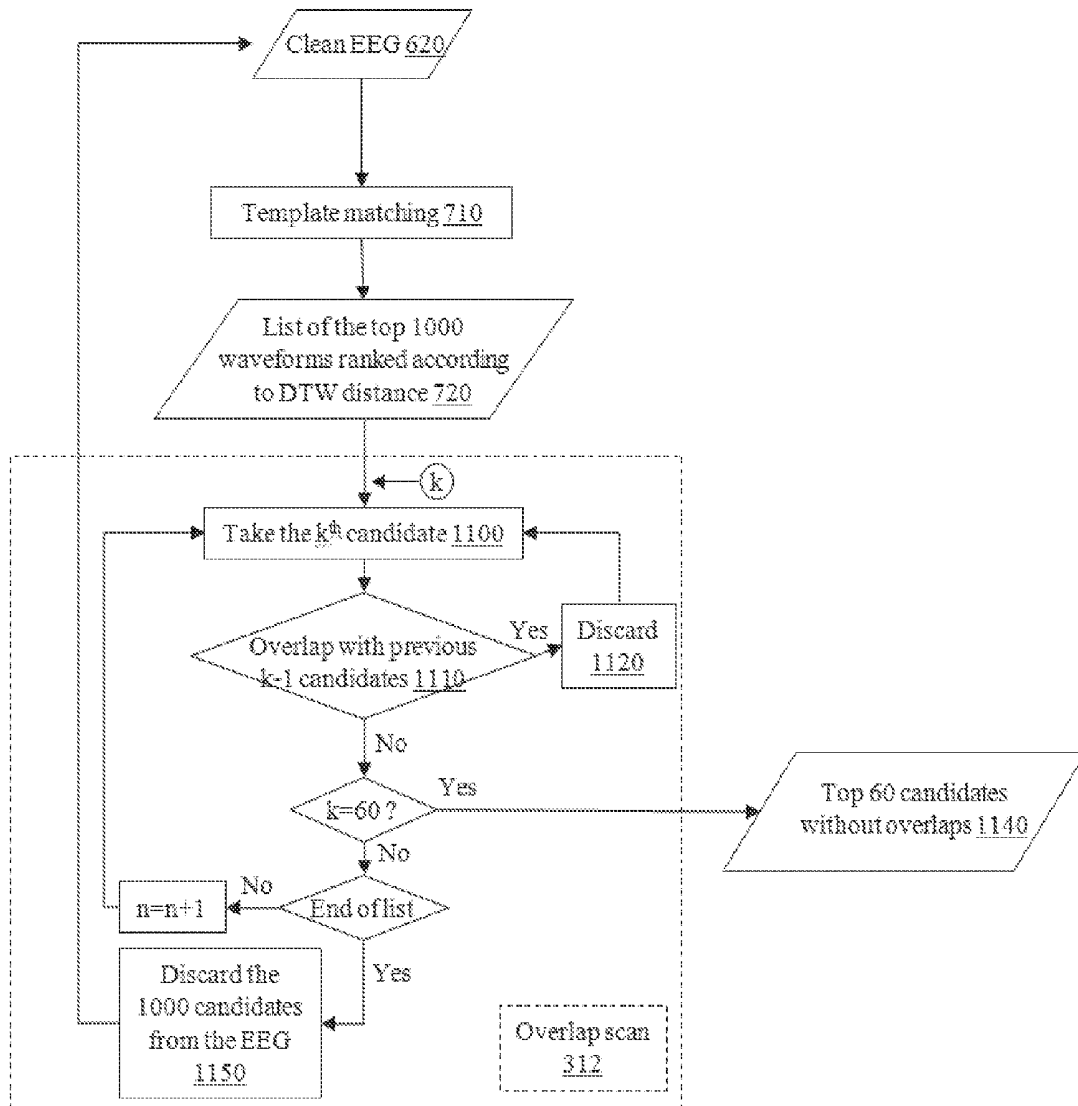 Clean EEG 620
Template matching 710
List of the top 1000
waveforms ranked according
to DTW distance 720
k
Take the kth candidate 1100
Overlap with previous
k-1 candidates 1110
Yes
Discard
1120
No
k=60 ?
Yes
Top 60 candidates
without overlaps 1140
No
End of list
No
n=n+1
Yes
Discard the
1000 candidates
from the EEG
1150
Overlap scan
312